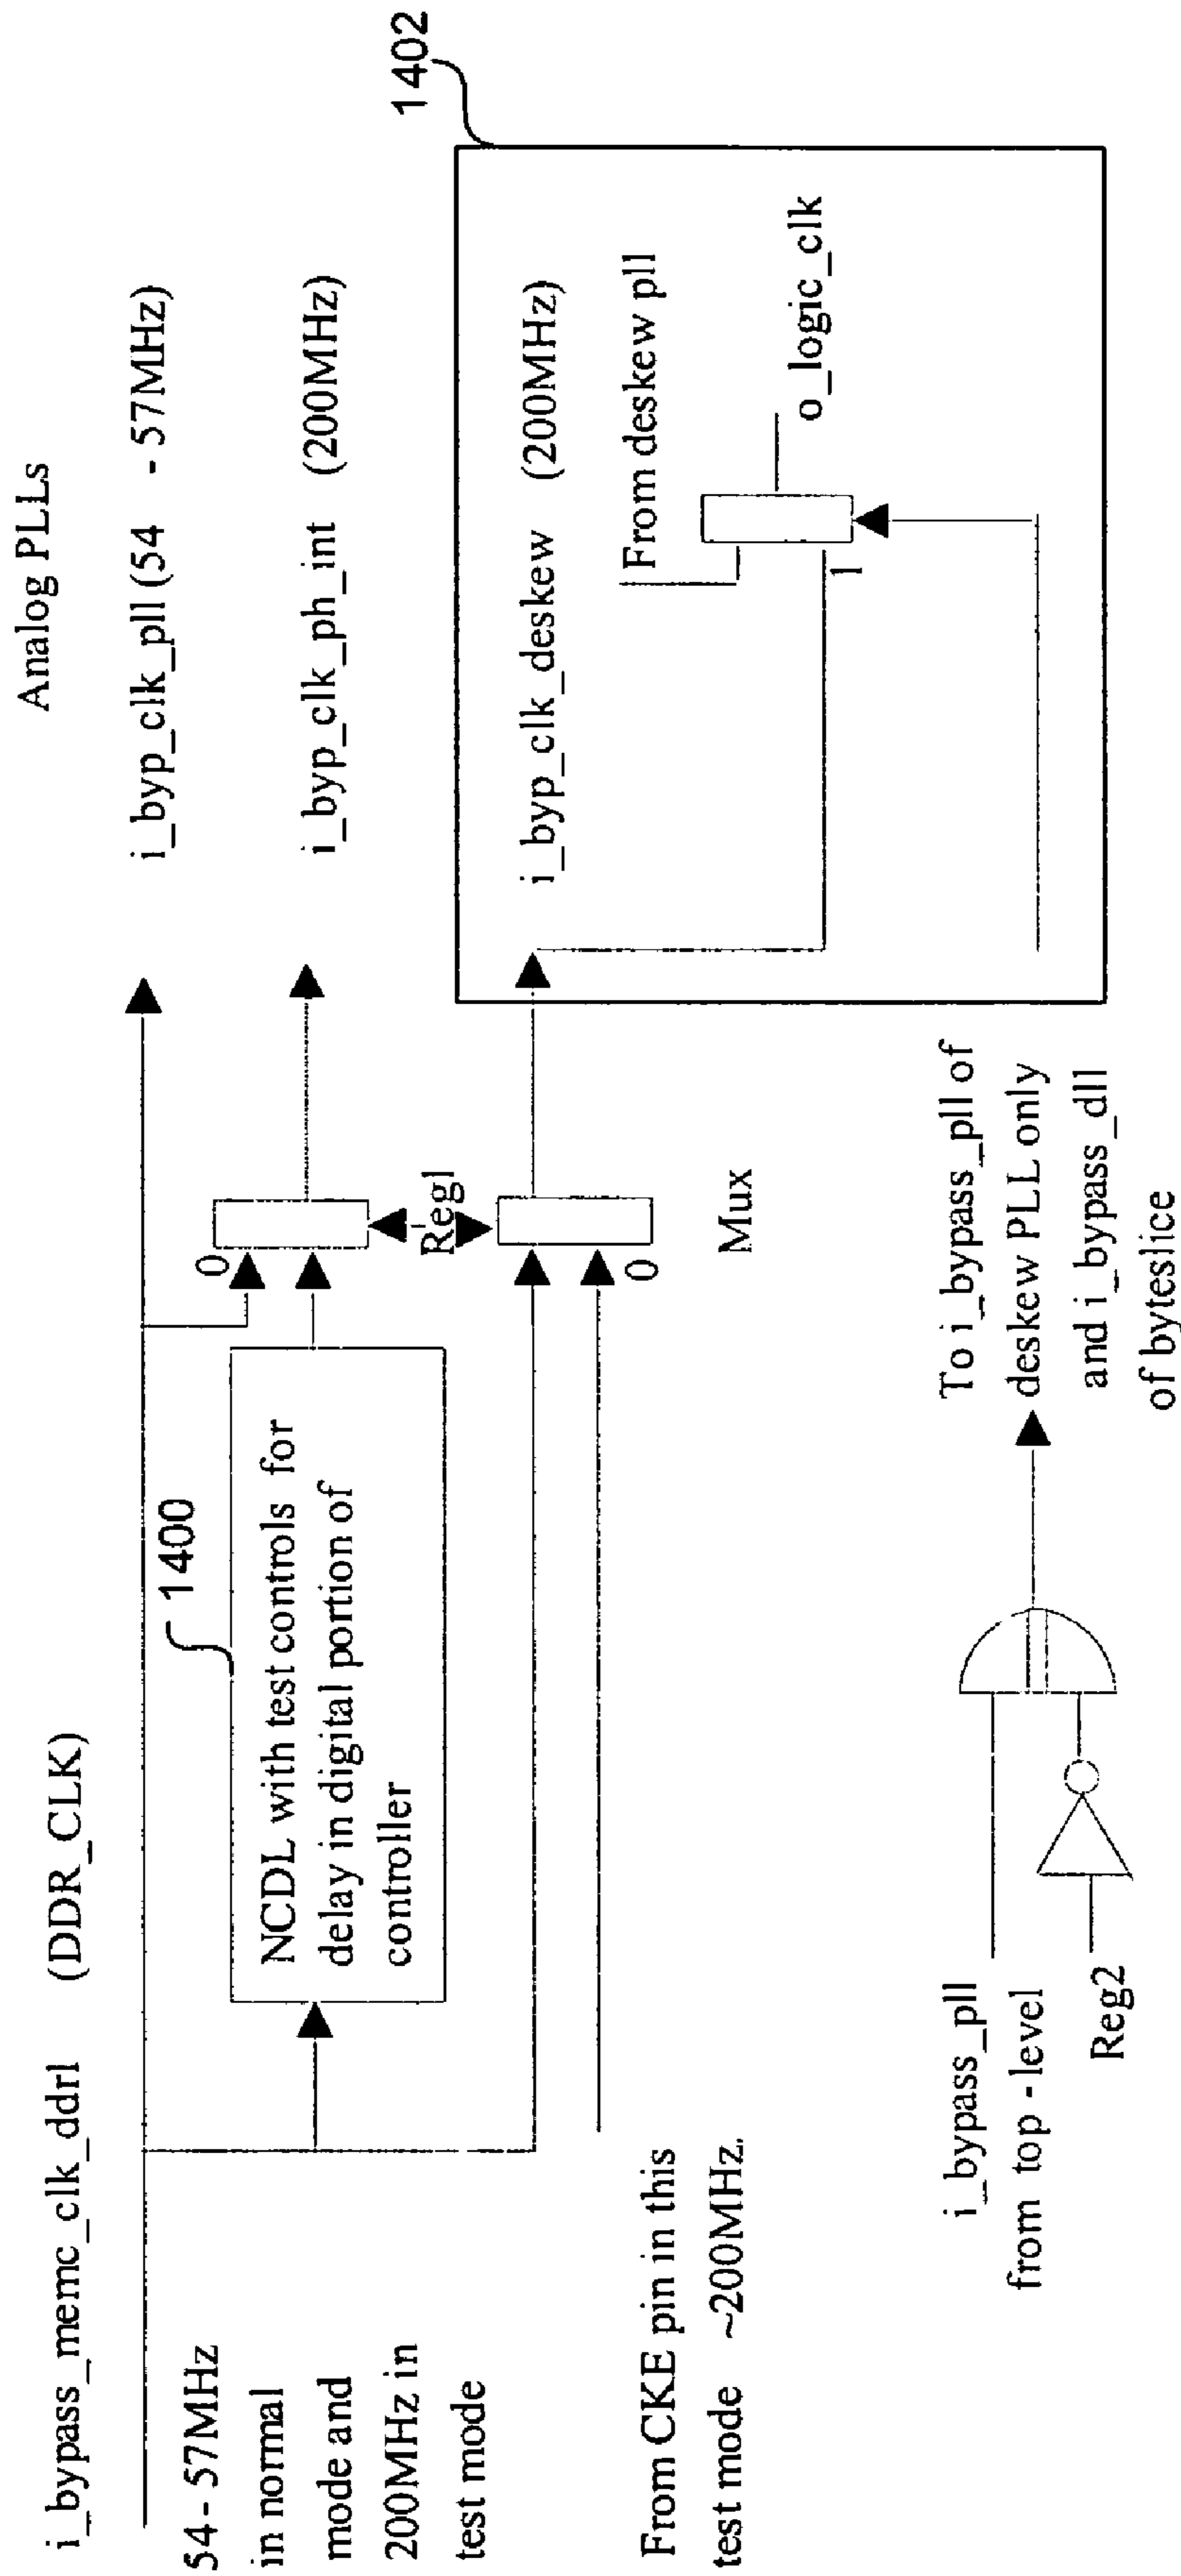 Analog PLLs
i_bypass_memc_clk_ddr1 (DDR_CLK)
i_byp_clk_pll (54 - 57MHz)
54 - 57MHz
in normal
mode and
200MHz in
test mode
1400
NCDL with test controls for
delay in digital portion of
controller
0
i_byp_clk_ph_int (200MHz)
Reg1
1402
i_byp_clk_deskew (200MHz)
From deskew pll
o_logic_clk
1
0
Mux
From CKE pin in this
test mode ~200MHz.
i_bypass_pll
from top - level
Reg2
To i_bypass_pll of
deskew PLL only
and i_bypass_dll
of byteslice